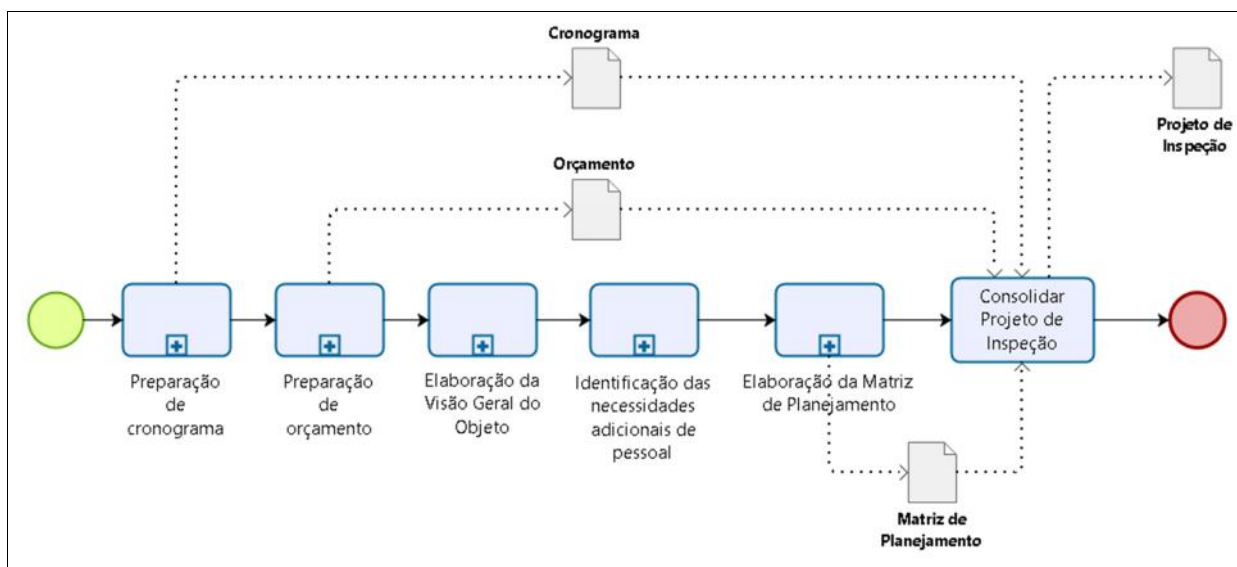 Cronograma
Projeto de
Inspeção
Orçamento
Consolidar
Projeto de
Inspeção
Preparação
de
cronograma
Preparação
de
orçamento
Elaboração da
Visão Geral do
Objeto
Identificação das
necessidades
adicionais de
pessoal
Elaboração da Matriz
de Planejamento
Matriz de
Planejamento